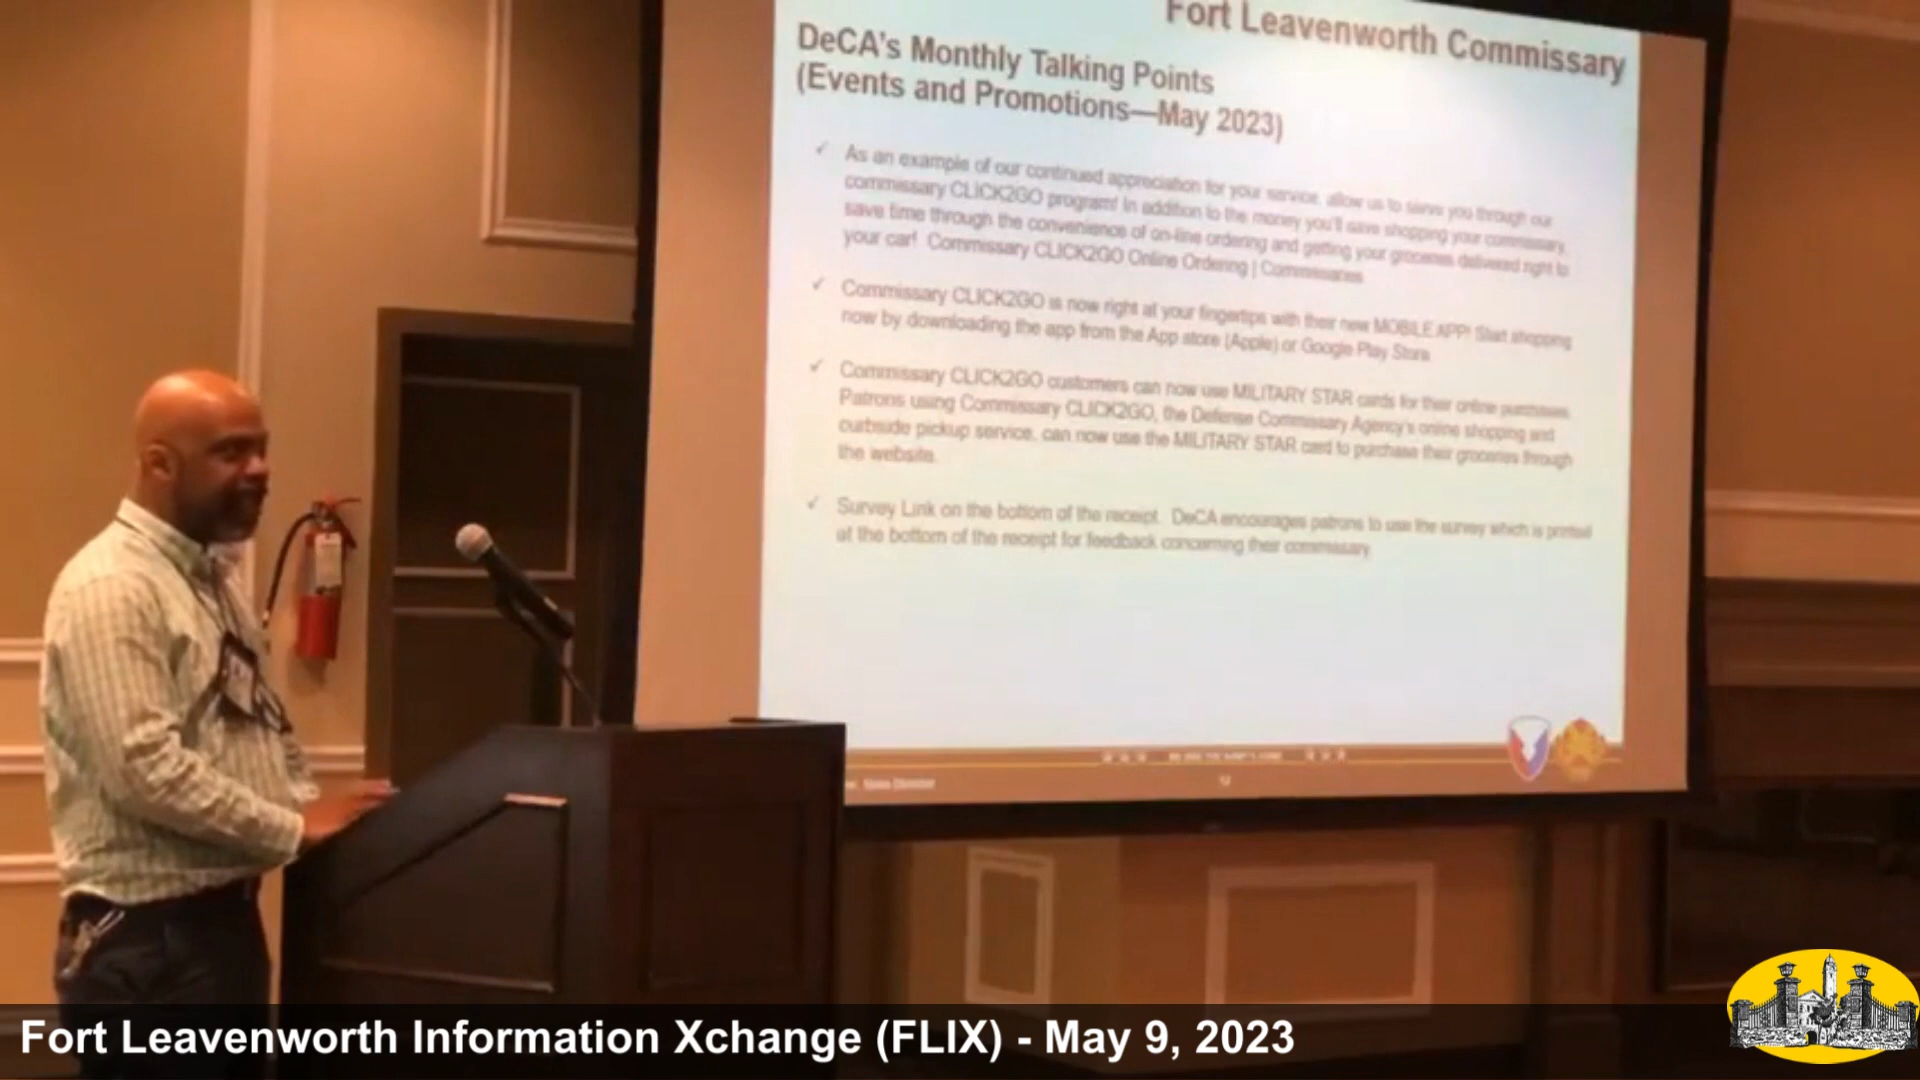 Fort Leavenworth Commissary
DeCA's Monthly Talking Points
(Events and Promotions—May 2023)
✓ As an example of our continued appreciation for your service, allow us to serve you through our
commissary CLICK2GO program! In addition to the money you'll save shopping your commissary,
save time through the convenience of on-line ordering and getting your groceries delivered right to
your car! Commissary CLICK2GO Online Ordering | Commissaries
✓ Commissary CLICK2GO is now right at your fingertips with their new MOBILE APP! Start shopping
now by downloading the app from the App store (Apple) or Google Play Store
✓ Commissary CLICK2GO customers can now use MILITARY STAR cards for their online purchases.
Patrons using Commissary CLICK2GO, the Defense Commissary Agency's online shopping and
curbside pickup service, can now use the MILITARY STAR card to purchase their groceries through
the website.
✓ Survey Link on the bottom of the receipt. DeCA encourages patrons to use the survey which is printed
at the bottom of the receipt for feedback concerning their commissary
Director
Fort Leavenworth Information Xchange (FLIX) - May 9, 2023